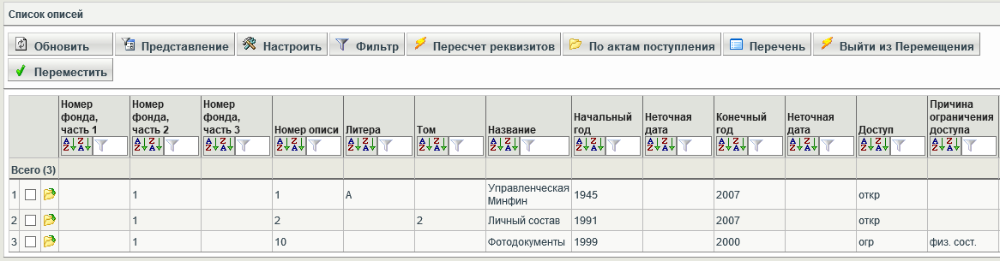 Список описей
Обновить Представление Настроить Фильтр Пересчет реквизитов По актам поступления Перечень Выйти из Перемещения
Переместить
Номер фонда, часть 1 Номер фонда, часть 2 Номер фонда, часть 3 Номер описи Литера Том Название Начальный год Неточная дата Конечный год Неточная дата Доступ Причина ограничения доступа
Всего (3)
1 1 1 А Управленческая Минфин 1945 2007 откр
2 1 2 2 Личный состав 1991 2007 откр
3 1 10 Фотодокументы 1999 2000 огр физ. сост.